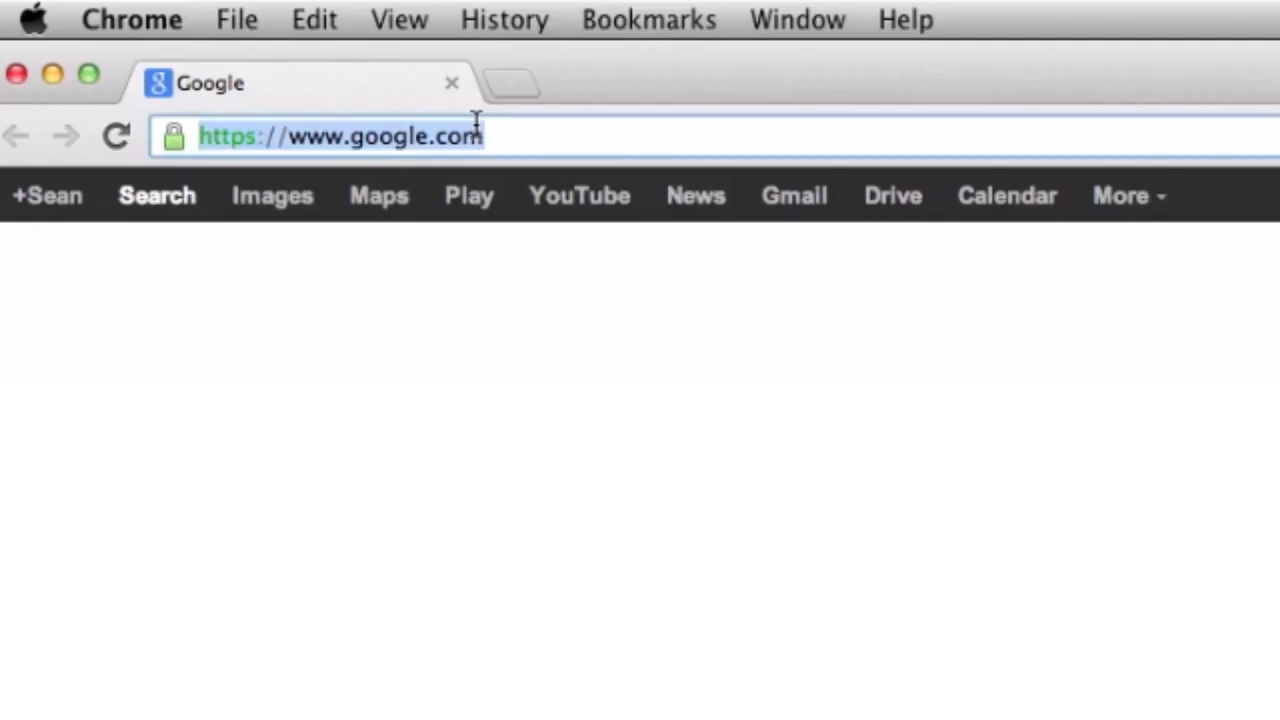 Chrome File Edit View History Bookmarks Window Help
Google
https://www.google.com
+Sean Search Images Maps Play YouTube News Gmail Drive Calendar More